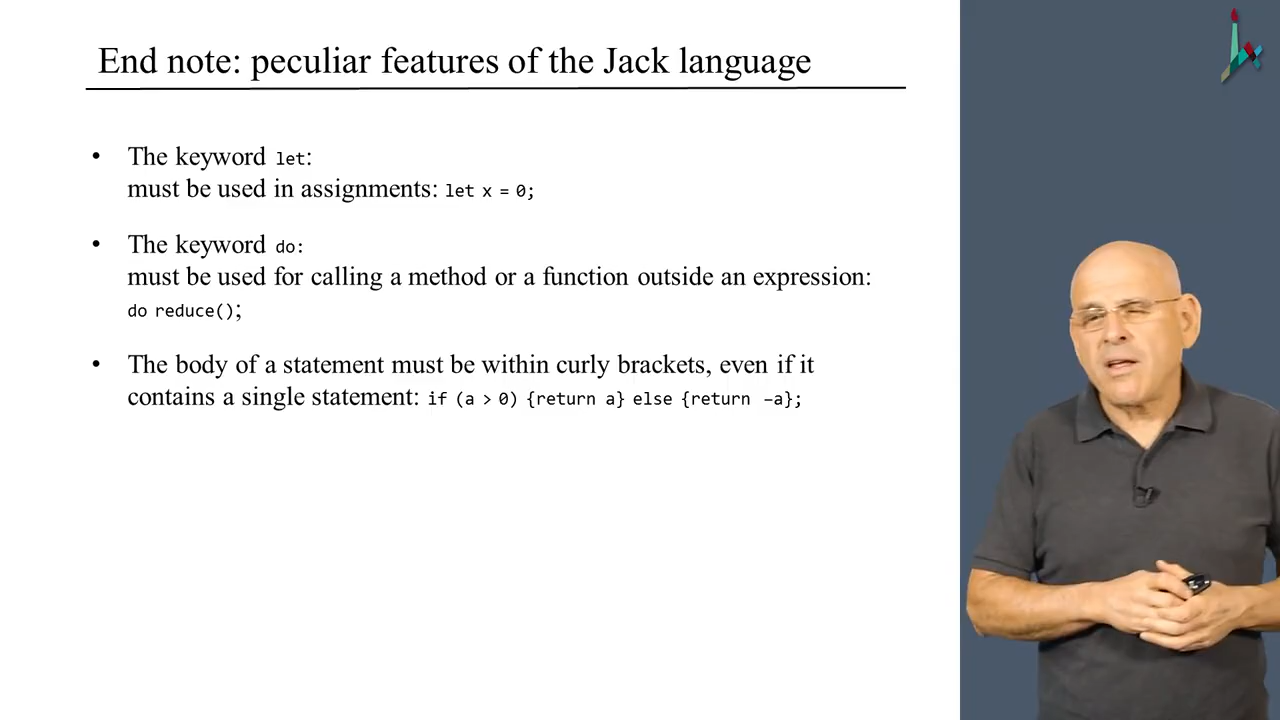 End note: peculiar features of the Jack language
• The keyword let:
must be used in assignments: let x = 0;
• The keyword do:
must be used for calling a method or a function outside an expression:
do reduce();
• The body of a statement must be within curly brackets, even if it
contains a single statement: if (a > 0) {return a} else {return –a};